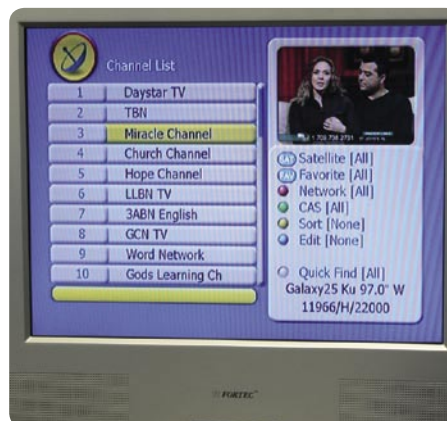 Channel List
1 Daystar TV
2 TBN
3 Miracle Channel
4 Church Channel
5 Hope Channel
6 LLBN TV
7 3ABN English
8 GCN TV
9 Word Network
10 Gods Learning Ch
Satellite [All]
Favorite [All]
Network [All]
CAS [All]
Sort [None]
Edit [None]
Quick Find [All]
Galaxy25 Ku 97.0° W
11966/H/22000
FORTEC